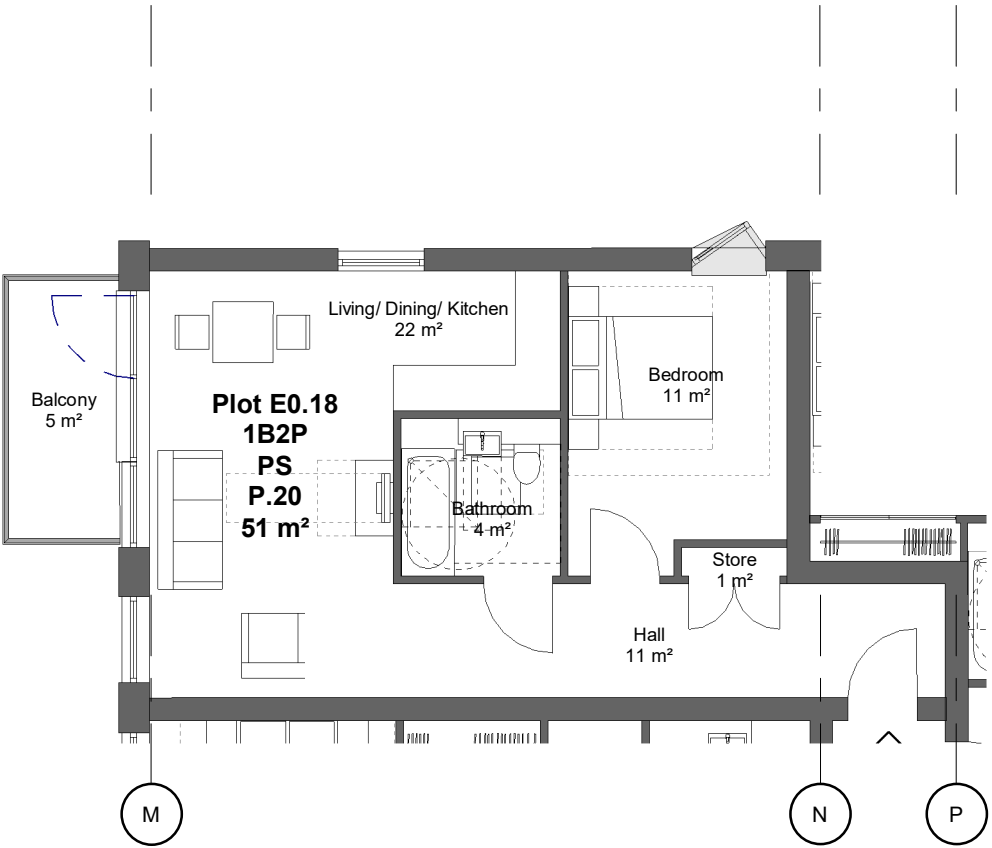 Living/ Dining/ Kitchen
22 m²
Bedroom
11 m²
Balcony
5 m²
Plot E0.18
1B2P
PS
P.20
51 m²
Bathroom
4 m²
Store
1 m²
Hall
11 m²
M
N
P